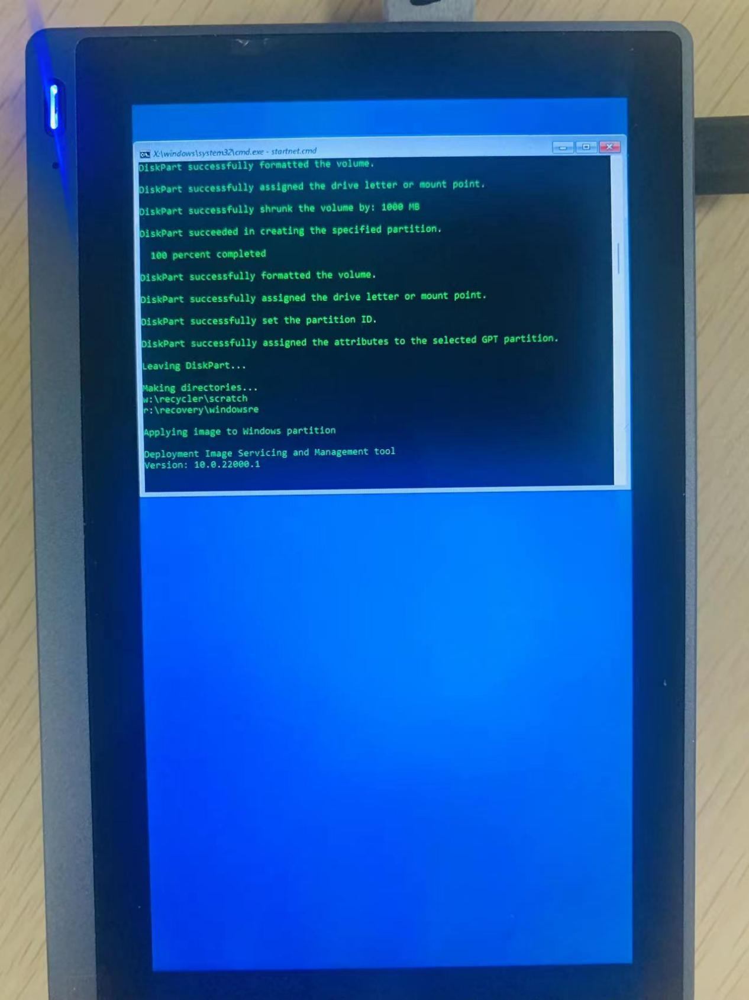 X:\windows\system32\cmd.exe - startnet.cmd
DiskPart successfully formatted the volume.
DiskPart successfully assigned the drive letter or mount point.
DiskPart successfully shrunk the volume by: 1000 MB
DiskPart succeeded in creating the specified partition.
100 percent completed
DiskPart successfully formatted the volume.
DiskPart successfully assigned the drive letter or mount point.
DiskPart successfully set the partition ID.
DiskPart successfully assigned the attributes to the selected GPT partition.
Leaving DiskPart...
Making directories...
w:\recycler\scratch
r:\recovery\windowsre
Applying image to Windows partition
Deployment Image Servicing and Management tool
Version: 10.0.22000.1